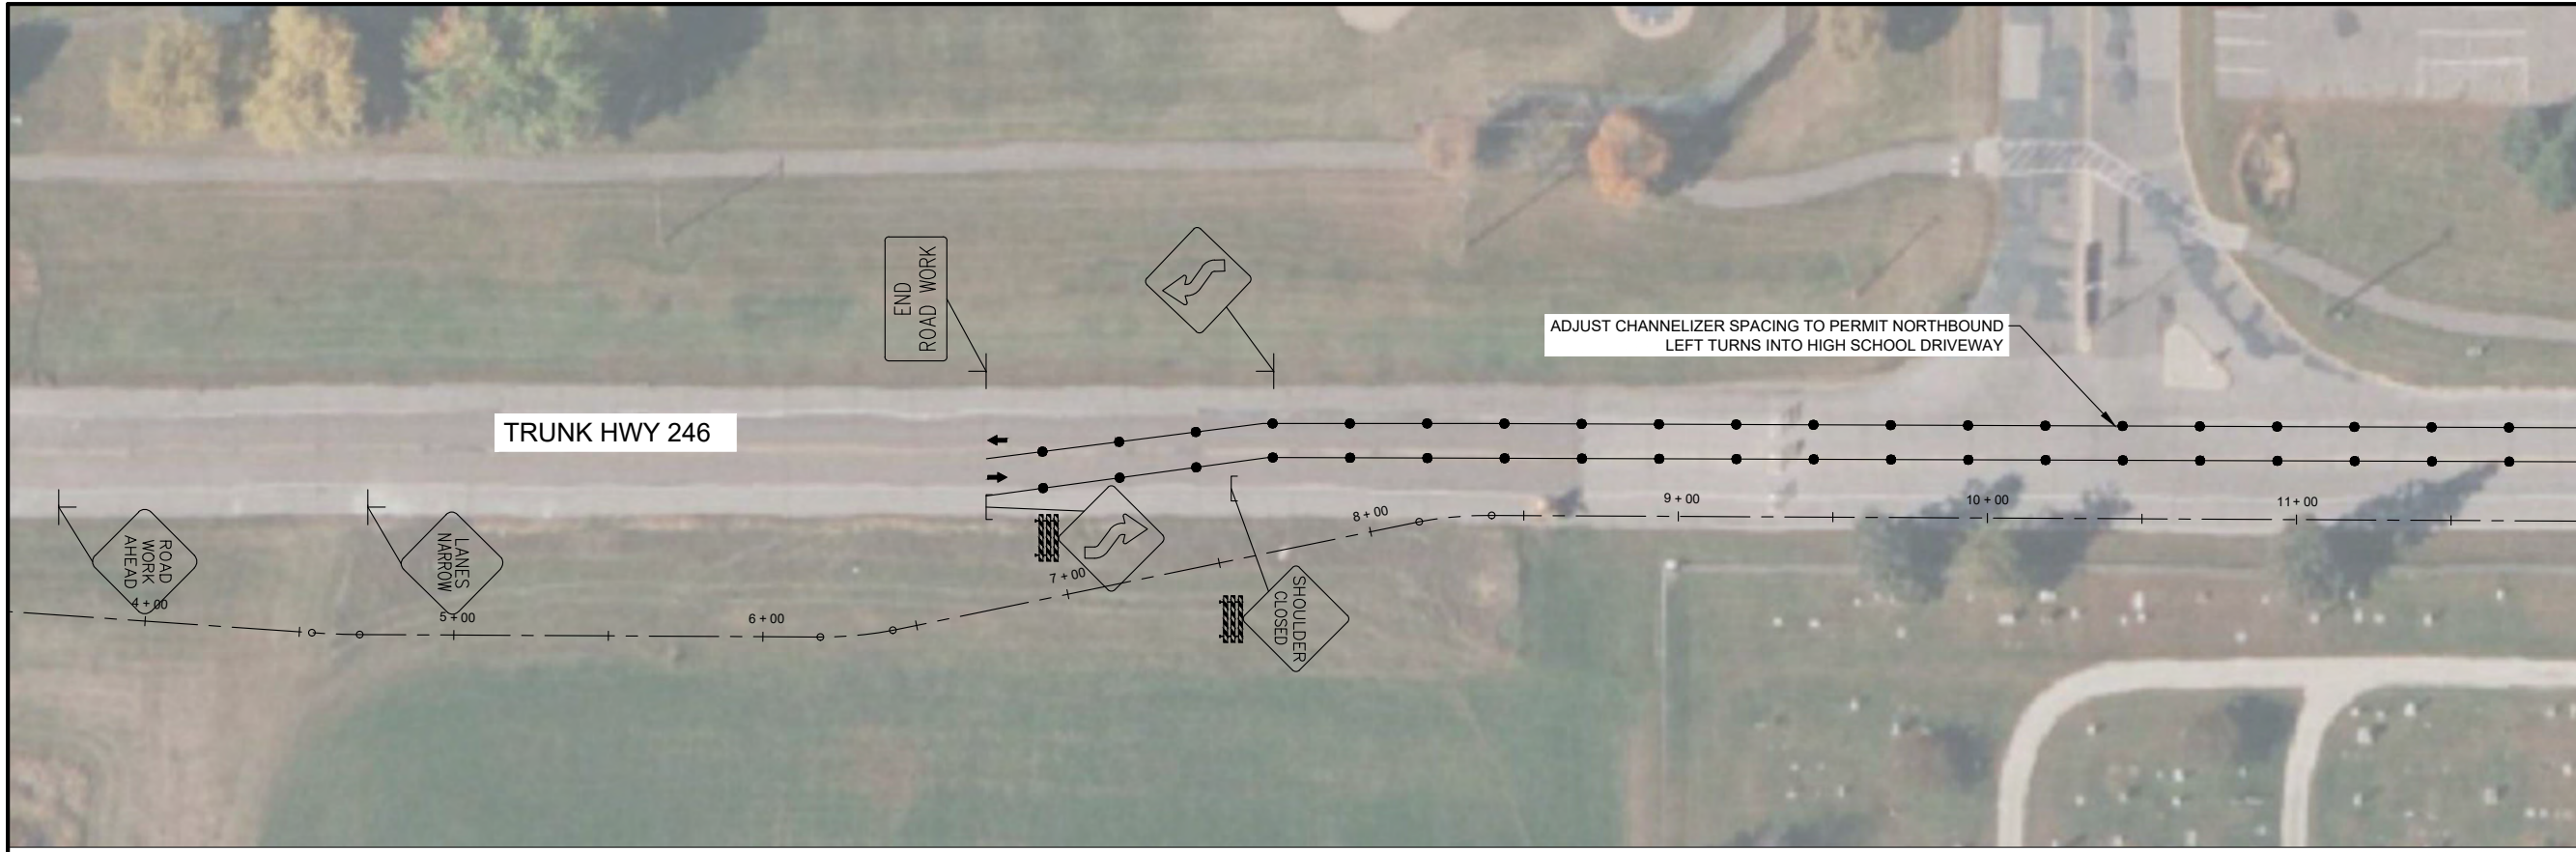 END
ROAD WORK
ADJUST CHANNELIZER SPACING TO PERMIT NORTHBOUND
LEFT TURNS INTO HIGH SCHOOL DRIVEWAY
TRUNK HWY 246
ROAD
WORK
AHEAD
LANES
NARROW
SHOULDER
CLOSED
4+00
5+00
6+00
7+00
8+00
9+00
10+00
11+00